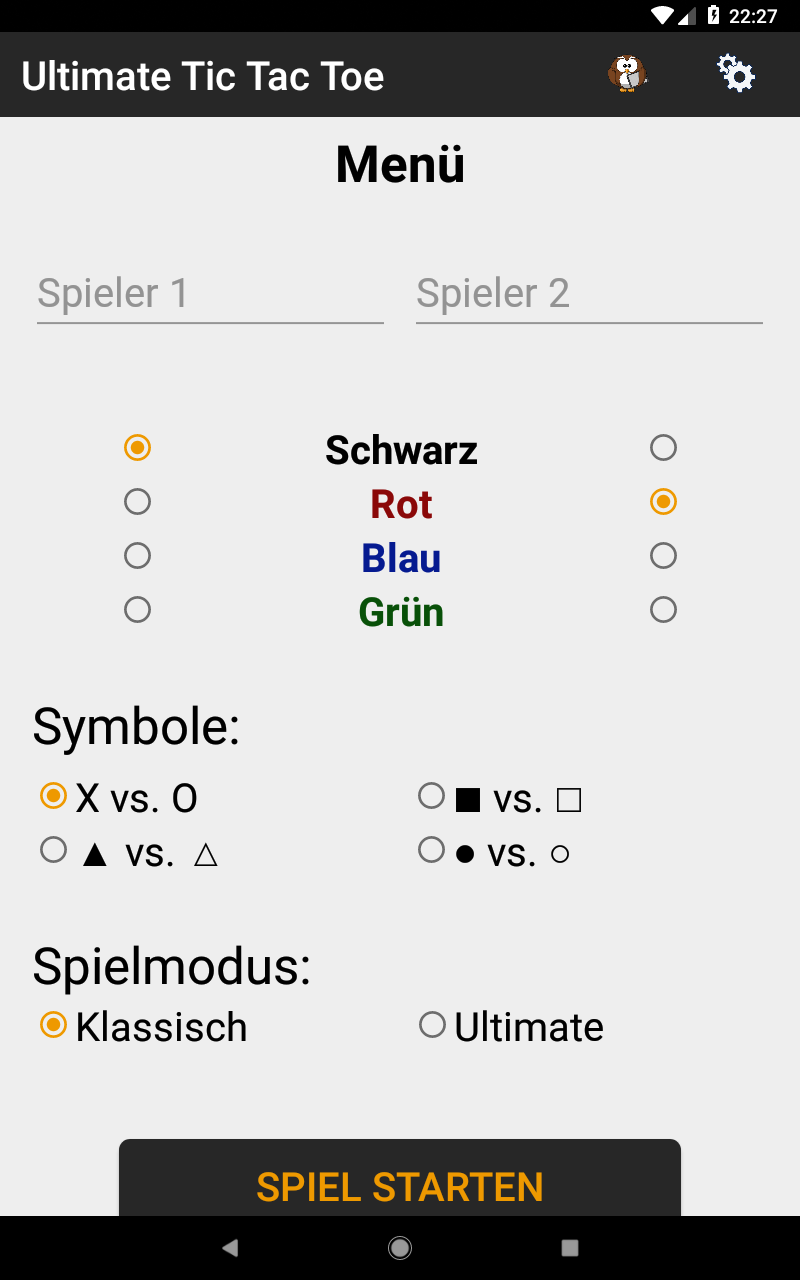 22:27
Ultimate Tic Tac Toe
Menü
Spieler 1 Spieler 2
Schwarz
Rot
Blau
Grün
Symbole:
X vs. O ■ vs. □
▲ vs. △ ● vs. ○
Spielmodus:
Klassisch Ultimate
SPIEL STARTEN